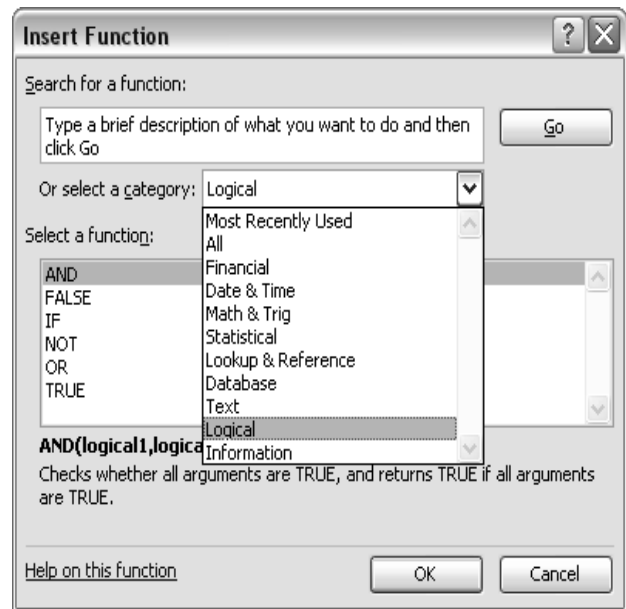 Insert Function
Search for a function:
Type a brief description of what you want to do and then
click Go
Go
Or select a category: Logical
Most Recently Used
All
Financial
Date & Time
Math & Trig
Statistical
Lookup & Reference
Database
Text
Logical
Information
Select a function:
AND
FALSE
IF
NOT
OR
TRUE
AND(logical1,logica
Checks whether all arguments are TRUE, and returns TRUE if all arguments
are TRUE.
Help on this function
OK
Cancel